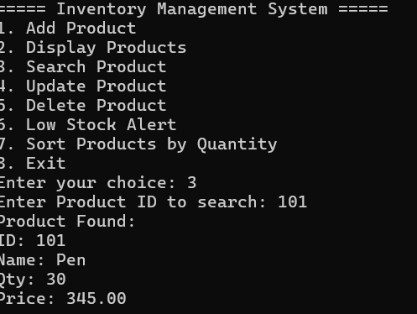 ===== Inventory Management System =====
1. Add Product
2. Display Products
3. Search Product
4. Update Product
5. Delete Product
6. Low Stock Alert
7. Sort Products by Quantity
8. Exit
Enter your choice: 3
Enter Product ID to search: 101
Product Found:
ID: 101
Name: Pen
Qty: 30
Price: 345.00